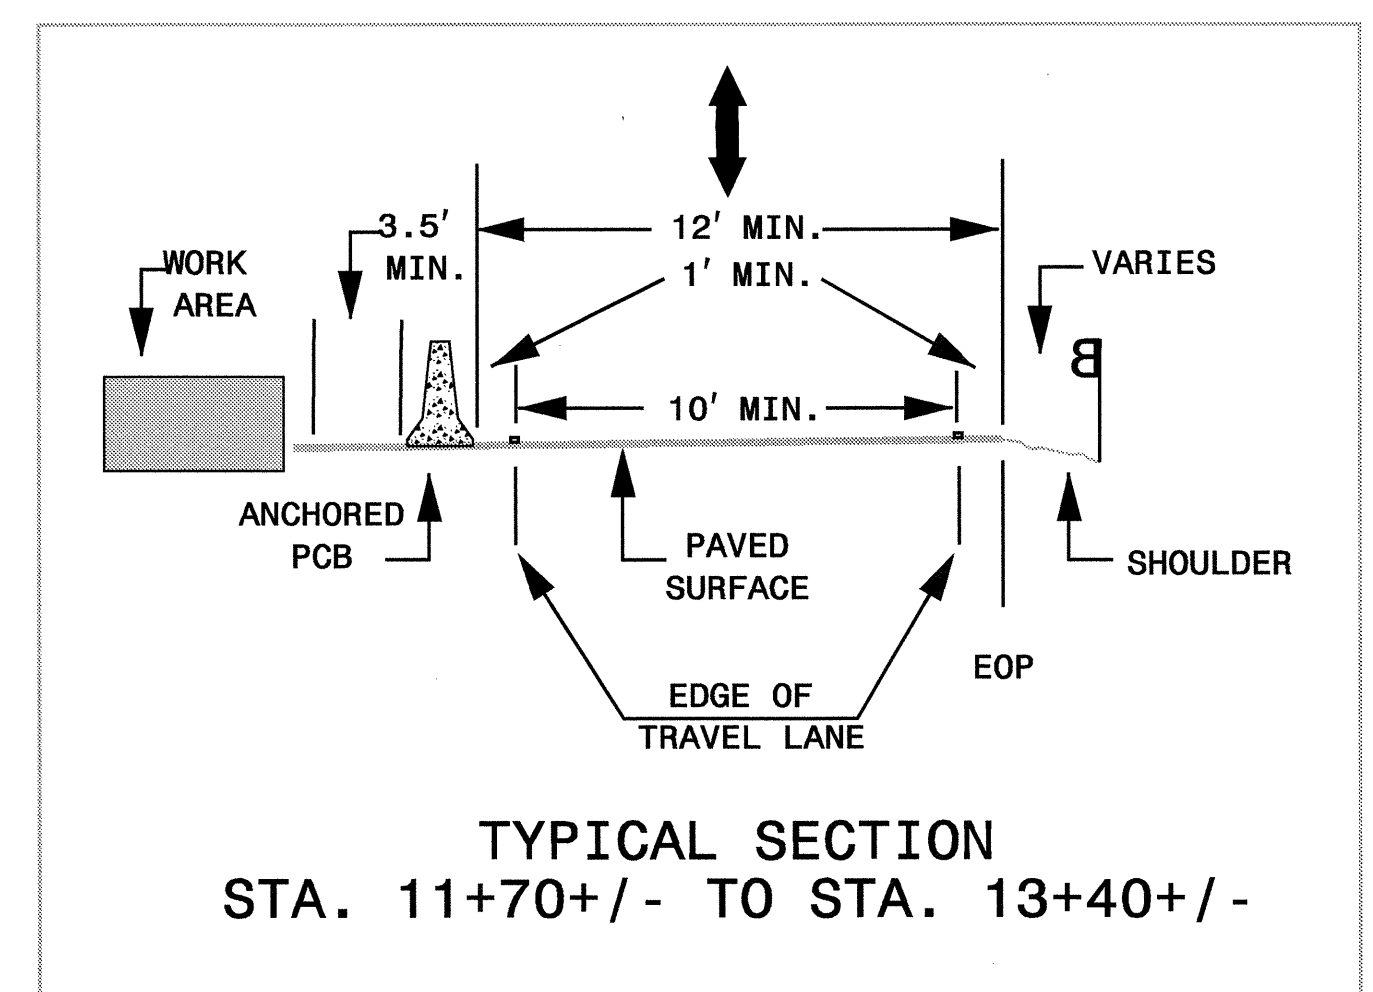 3.5' 12' MIN.
MIN. 1' MIN.
WORK
AREA
VARIES
B
10' MIN.
ANCHORED
PCB
PAVED
SURFACE
SHOULDER
EOP
EDGE OF
TRAVEL LANE
TYPICAL SECTION
STA. 11+70+/- TO STA. 13+40+/-